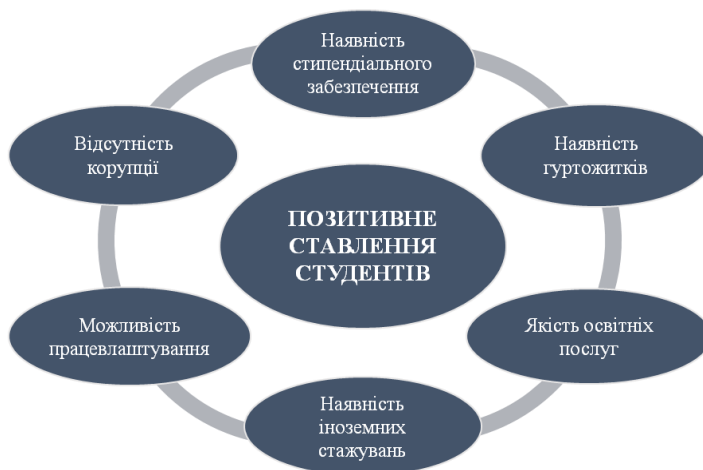 Наявність
стипендіального
забезпечення
Відсутність
корупції
Наявність
гуртожитків
ПОЗИТИВНЕ
СТАВЛЕННЯ
СТУДЕНТІВ
Можливість
працевлаштування
Якість освітніх
послуг
Наявність
іноземних
стажувань